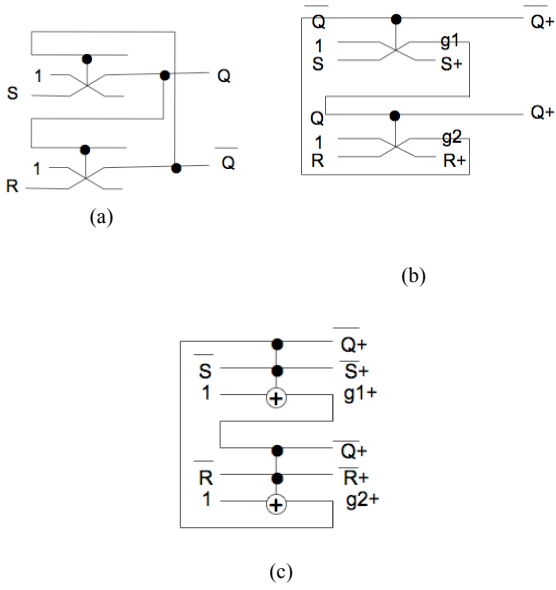 1
S
Q
1
R
Q̅
(a)
Q̅ Q̅+
1 g1
S S+
Q Q+
1 g2
R R+
(b)
Q̅+
S̅ S̅+
1 g1+
Q̅+
R̅ R̅+
1 g2+
(c)